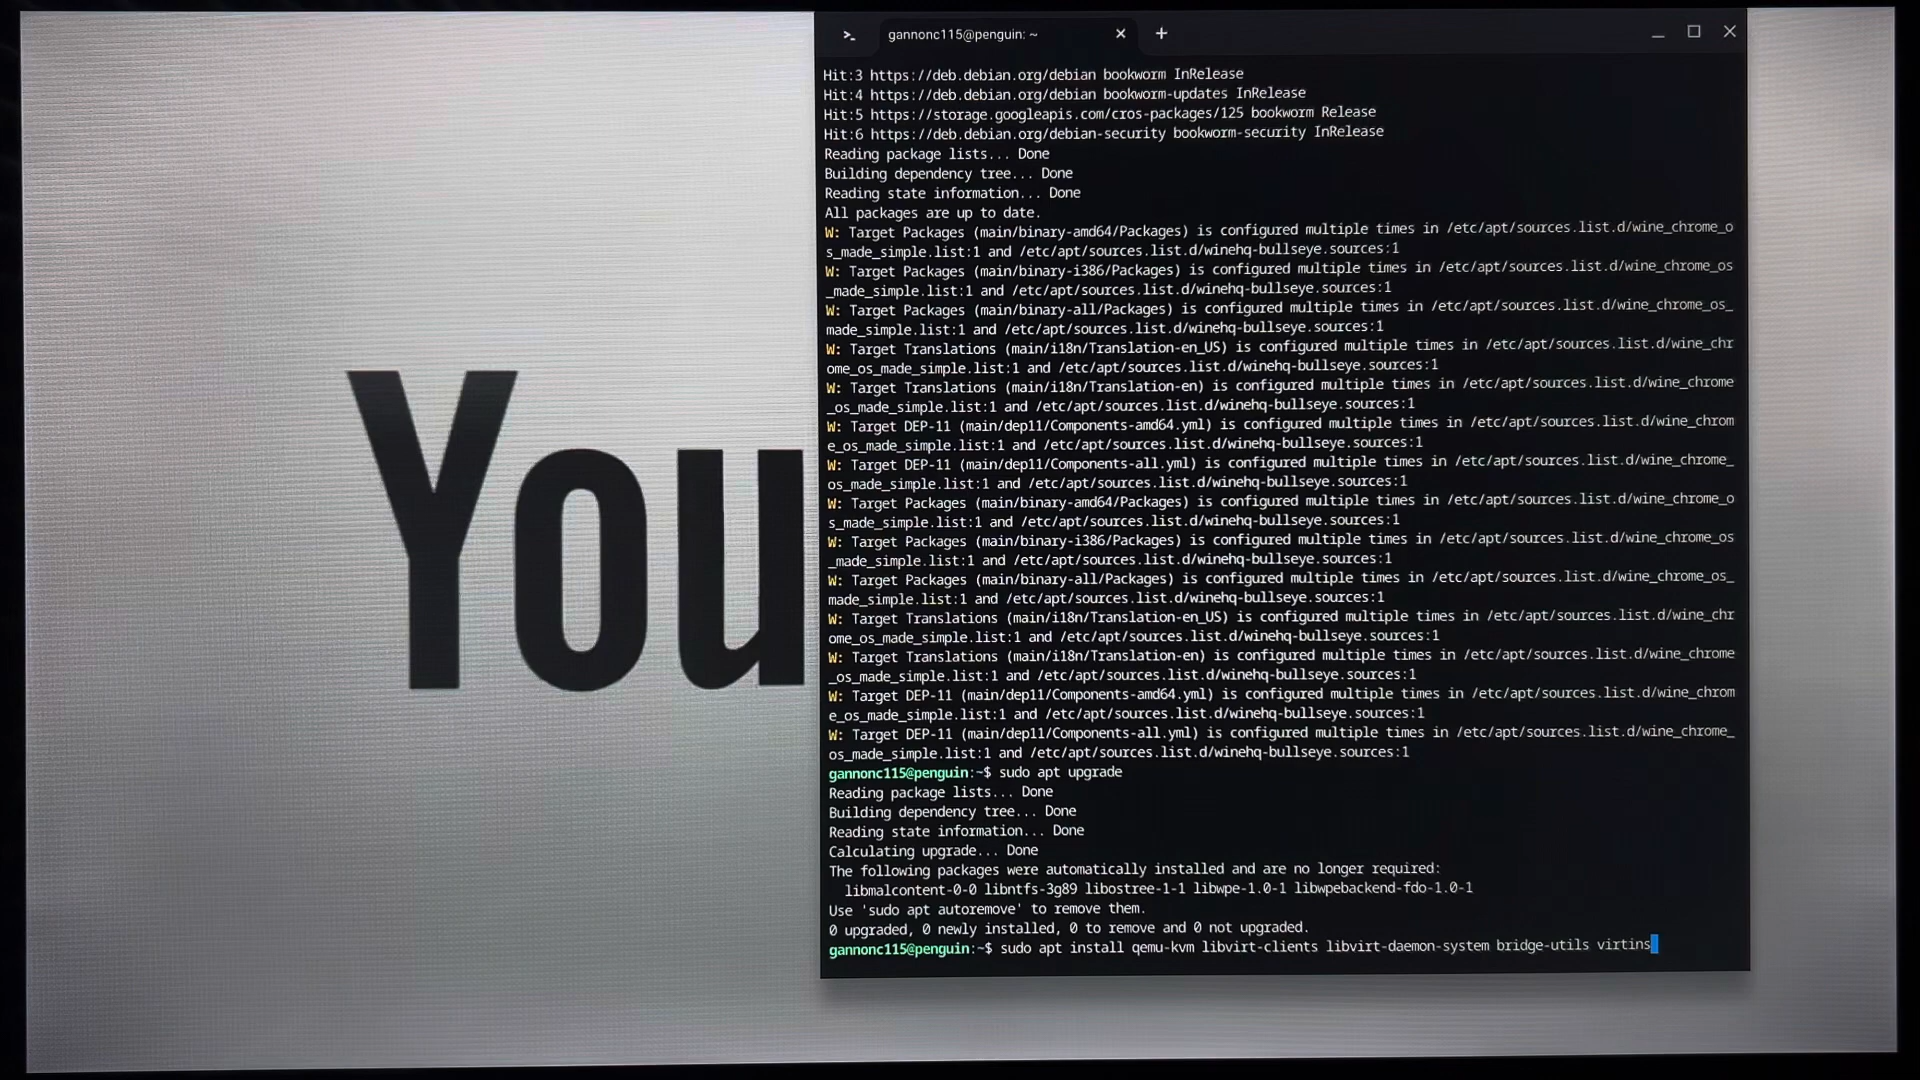 gannonc115@penguin: ~
Hit:3 https://deb.debian.org/debian bookworm InRelease
Hit:4 https://deb.debian.org/debian bookworm-updates InRelease
Hit:5 https://storage.googleapis.com/cros-packages/125 bookworm Release
Hit:6 https://deb.debian.org/debian-security bookworm-security InRelease
Reading package lists... Done
Building dependency tree... Done
Reading state information... Done
All packages are up to date.
W: Target Packages (main/binary-amd64/Packages) is configured multiple times in /etc/apt/sources.list.d/wine_chrome_o
s_made_simple.list:1 and /etc/apt/sources.list.d/winehq-bullseye.sources:1
W: Target Packages (main/binary-i386/Packages) is configured multiple times in /etc/apt/sources.list.d/wine_chrome_os
_made_simple.list:1 and /etc/apt/sources.list.d/winehq-bullseye.sources:1
W: Target Packages (main/binary-all/Packages) is configured multiple times in /etc/apt/sources.list.d/wine_chrome_os_
made_simple.list:1 and /etc/apt/sources.list.d/winehq-bullseye.sources:1
W: Target Translations (main/i18n/Translation-en_US) is configured multiple times in /etc/apt/sources.list.d/wine_chr
ome_os_made_simple.list:1 and /etc/apt/sources.list.d/winehq-bullseye.sources:1
W: Target Translations (main/i18n/Translation-en) is configured multiple times in /etc/apt/sources.list.d/wine_chrome
_os_made_simple.list:1 and /etc/apt/sources.list.d/winehq-bullseye.sources:1
W: Target DEP-11 (main/dep11/Components-amd64.yml) is configured multiple times in /etc/apt/sources.list.d/wine_chrom
e_os_made_simple.list:1 and /etc/apt/sources.list.d/winehq-bullseye.sources:1
W: Target DEP-11 (main/dep11/Components-all.yml) is configured multiple times in /etc/apt/sources.list.d/wine_chrome_
os_made_simple.list:1 and /etc/apt/sources.list.d/winehq-bullseye.sources:1
W: Target Packages (main/binary-amd64/Packages) is configured multiple times in /etc/apt/sources.list.d/wine_chrome_o
s_made_simple.list:1 and /etc/apt/sources.list.d/winehq-bullseye.sources:1
W: Target Packages (main/binary-i386/Packages) is configured multiple times in /etc/apt/sources.list.d/wine_chrome_os
_made_simple.list:1 and /etc/apt/sources.list.d/winehq-bullseye.sources:1
W: Target Packages (main/binary-all/Packages) is configured multiple times in /etc/apt/sources.list.d/wine_chrome_os_
made_simple.list:1 and /etc/apt/sources.list.d/winehq-bullseye.sources:1
W: Target Translations (main/i18n/Translation-en_US) is configured multiple times in /etc/apt/sources.list.d/wine_chr
ome_os_made_simple.list:1 and /etc/apt/sources.list.d/winehq-bullseye.sources:1
W: Target Translations (main/i18n/Translation-en) is configured multiple times in /etc/apt/sources.list.d/wine_chrome
_os_made_simple.list:1 and /etc/apt/sources.list.d/winehq-bullseye.sources:1
W: Target DEP-11 (main/dep11/Components-amd64.yml) is configured multiple times in /etc/apt/sources.list.d/wine_chrom
e_os_made_simple.list:1 and /etc/apt/sources.list.d/winehq-bullseye.sources:1
W: Target DEP-11 (main/dep11/Components-all.yml) is configured multiple times in /etc/apt/sources.list.d/wine_chrome_
os_made_simple.list:1 and /etc/apt/sources.list.d/winehq-bullseye.sources:1
gannonc115@penguin:~$ sudo apt upgrade
Reading package lists... Done
Building dependency tree... Done
Reading state information... Done
Calculating upgrade... Done
The following packages were automatically installed and are no longer required:
libmalcontent-0-0 libntfs-3g89 libostree-1-1 libwpe-1.0-1 libwpebackend-fdo-1.0-1
Use 'sudo apt autoremove' to remove them.
0 upgraded, 0 newly installed, 0 to remove and 0 not upgraded.
gannonc115@penguin:~$ sudo apt install qemu-kvm libvirt-clients libvirt-daemon-system bridge-utils virtins
You